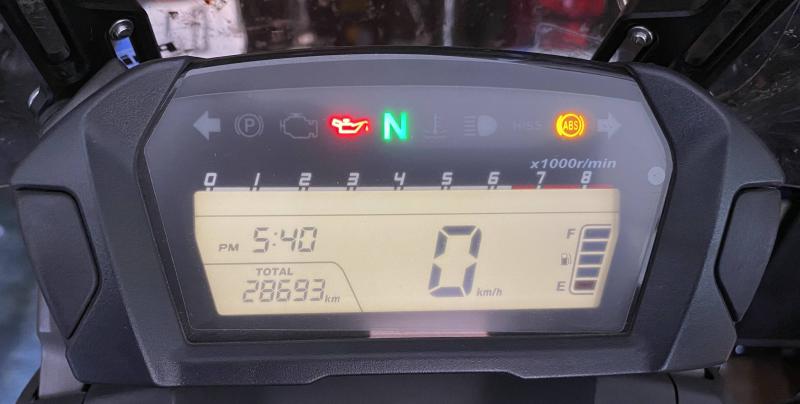 P N HISS ABS
x1000r/min
0 1 2 3 4 5 6 7 8
PM 5:40 0 km/h F
TOTAL
28693 km E